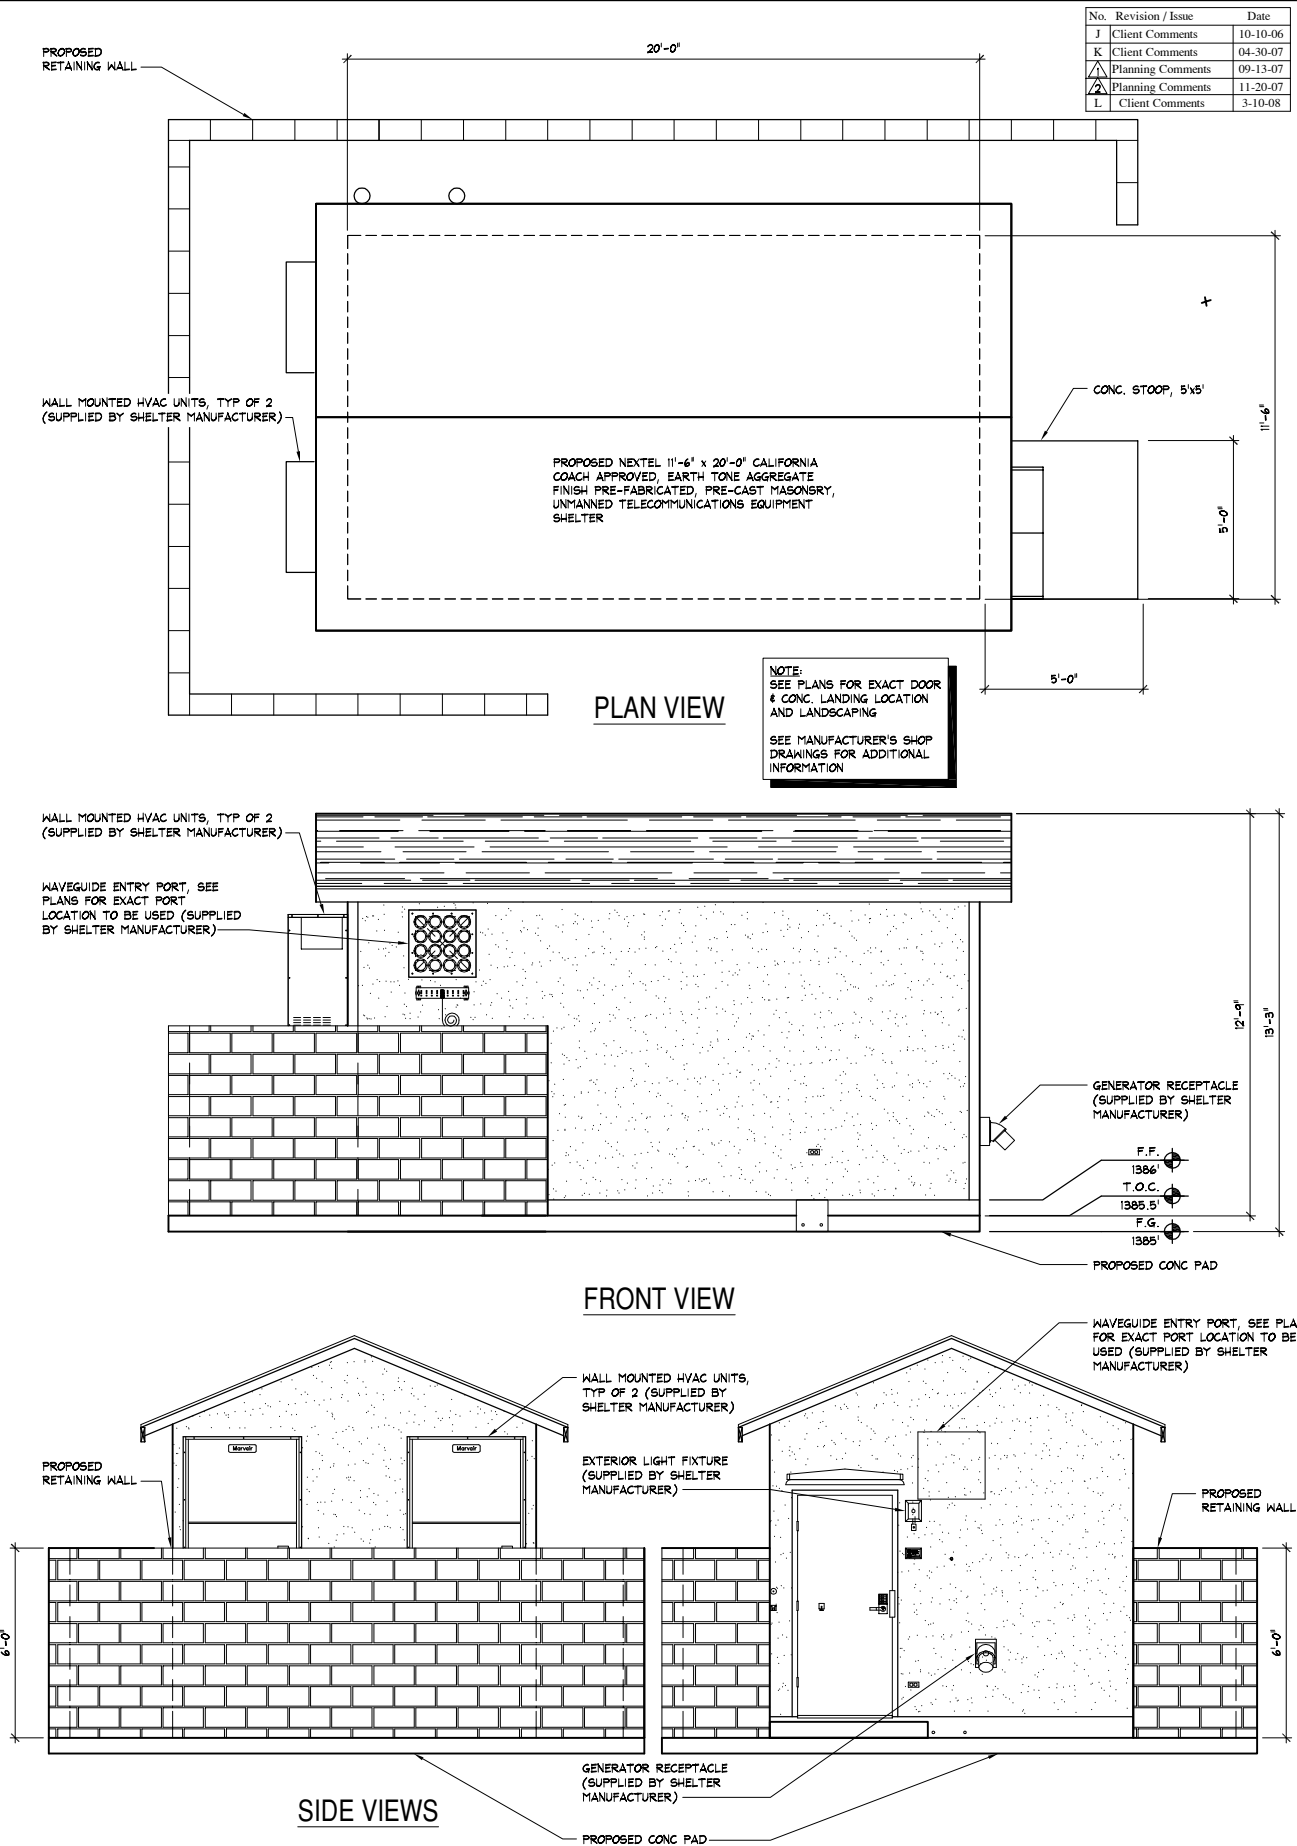 No. Revision / Issue Date
J Client Comments 10-10-06
K Client Comments 04-30-07
1 Planning Comments 09-13-07
2 Planning Comments 11-20-07
L Client Comments 3-10-08
PROPOSED
RETAINING WALL
20'-0"
WALL MOUNTED HVAC UNITS, TYP OF 2
(SUPPLIED BY SHELTER MANUFACTURER)
CONC. STOOP, 5'x5'
11'-6"
PROPOSED NEXTEL 11'-6" x 20'-0" CALIFORNIA
COACH APPROVED, EARTH TONE AGGREGATE
FINISH PRE-FABRICATED, PRE-CAST MASONSRY,
UNMANNED TELECOMMUNICATIONS EQUIPMENT
SHELTER
5'-0"
5'-0"
PLAN VIEW
NOTE:
SEE PLANS FOR EXACT DOOR
& CONC. LANDING LOCATION
AND LANDSCAPING
SEE MANUFACTURER'S SHOP
DRAWINGS FOR ADDITIONAL
INFORMATION
WALL MOUNTED HVAC UNITS, TYP OF 2
(SUPPLIED BY SHELTER MANUFACTURER)
WAVEGUIDE ENTRY PORT, SEE
PLANS FOR EXACT PORT
LOCATION TO BE USED (SUPPLIED
BY SHELTER MANUFACTURER)
12'-9"
13'-3"
GENERATOR RECEPTACLE
(SUPPLIED BY SHELTER
MANUFACTURER)
F.F.
1386'
T.O.C.
1385.5'
F.G.
1385'
PROPOSED CONC PAD
FRONT VIEW
WAVEGUIDE ENTRY PORT, SEE PLA
FOR EXACT PORT LOCATION TO BE
USED (SUPPLIED BY SHELTER
MANUFACTURER)
WALL MOUNTED HVAC UNITS,
TYP OF 2 (SUPPLIED BY
SHELTER MANUFACTURER)
Marvair
Marvair
EXTERIOR LIGHT FIXTURE
(SUPPLIED BY SHELTER
MANUFACTURER)
PROPOSED
RETAINING WALL
PROPOSED
RETAINING WALL
6'-0"
6'-0"
GENERATOR RECEPTACLE
(SUPPLIED BY SHELTER
MANUFACTURER)
SIDE VIEWS
PROPOSED CONC PAD